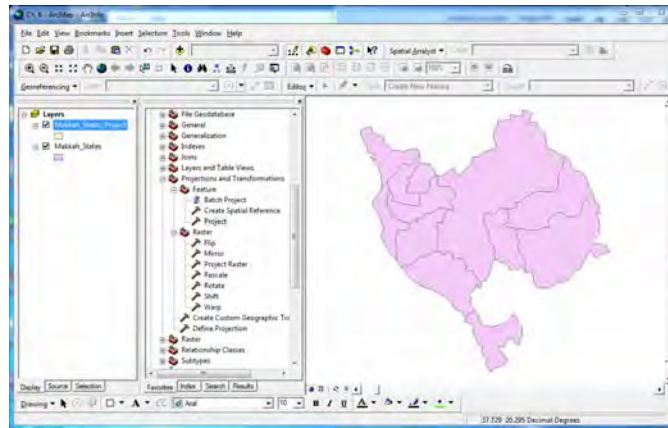 Ch_6 - ArcMap - ArcInfo
File Edit View Bookmarks Insert Selection Tools Window Help
Spatial Analyst
Georeferencing
Editor
Create New Feature
Layers
Makkah_States_Project
Makkah_States
File Geodatabase
General
Generalization
Indexes
Joins
Layers and Table Views
Projections and Transformations
Feature
Batch Project
Create Spatial Reference
Project
Raster
Flip
Mirror
Project Raster
Rescale
Rotate
Shift
Warp
Create Custom Geographic Tra
Define Projection
Raster
Relationship Classes
Subtypes
Display Source Selection
Favorites Index Search Results
Drawing
A
Arial
10
B I U A
37.729 20.295 Decimal Degrees